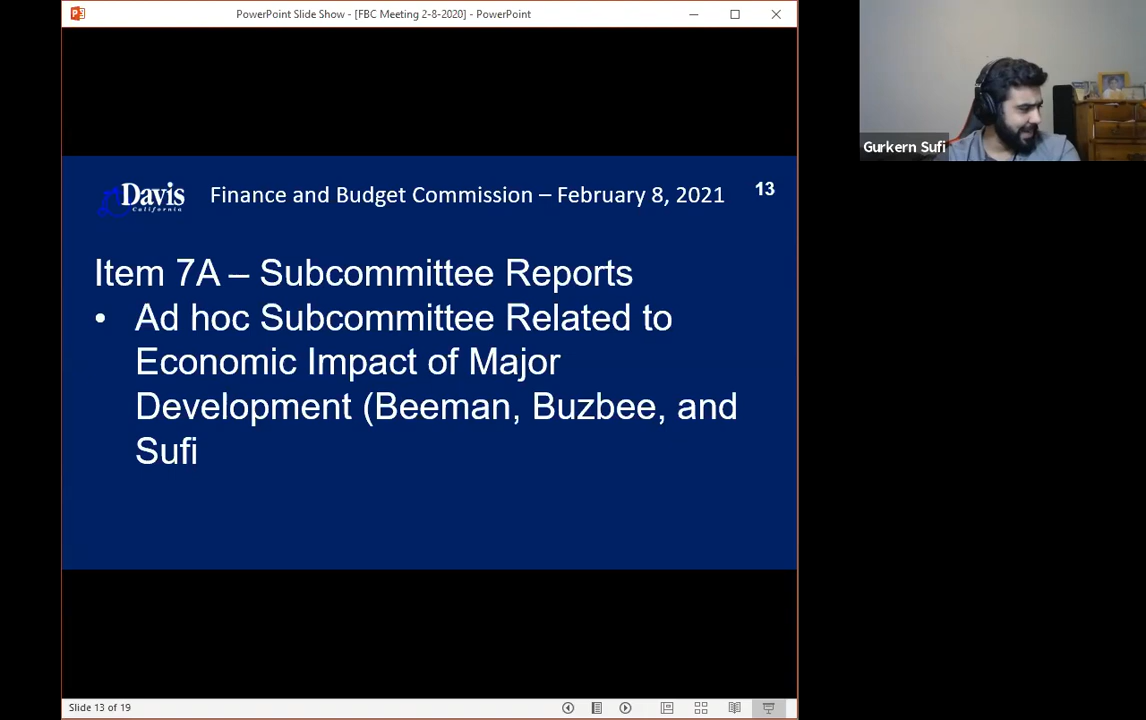 PowerPoint Slide Show - [FBC Meeting 2-8-2020] - PowerPoint
Gurkern Sufi
Davis
California
Finance and Budget Commission – February 8, 2021
13
Item 7A – Subcommittee Reports
• Ad hoc Subcommittee Related to
Economic Impact of Major
Development (Beeman, Buzbee, and
Sufi
Slide 13 of 19